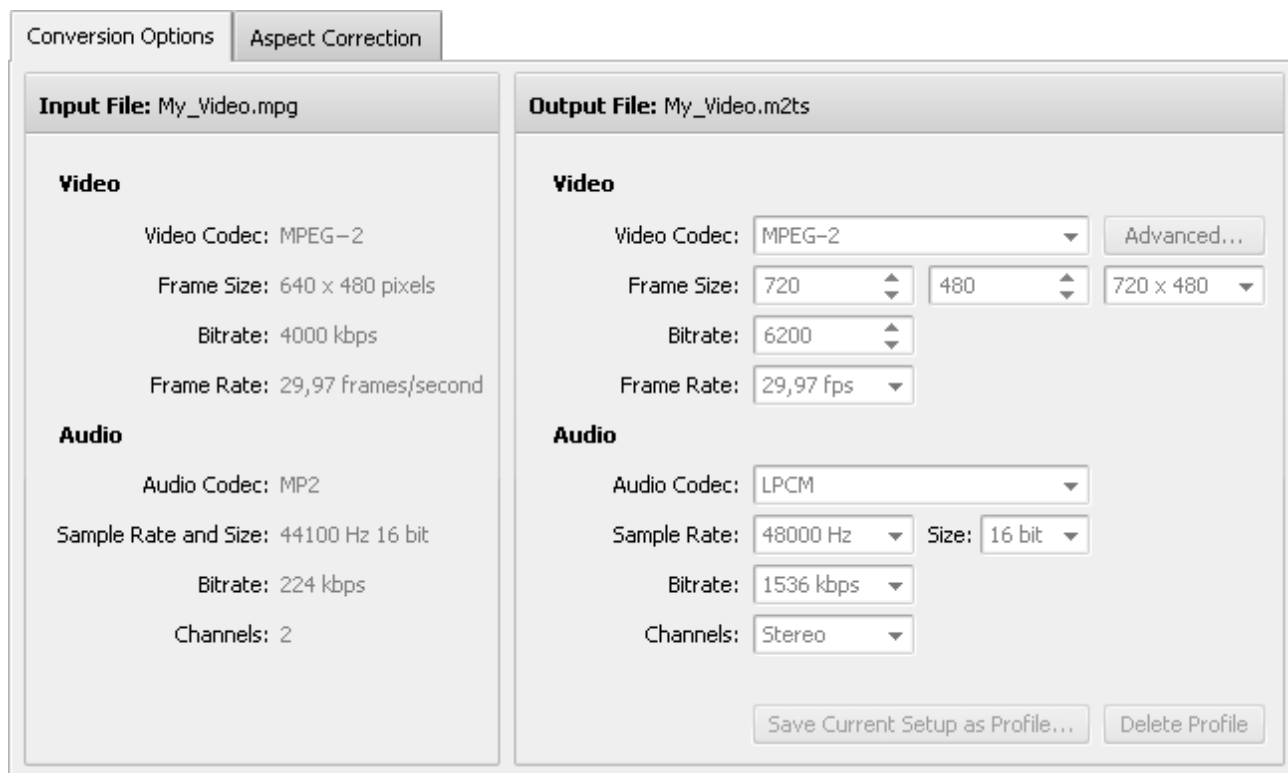 Conversion Options Aspect Correction
Input File: My_Video.mpg
Video
Video Codec: MPEG-2
Frame Size: 640 x 480 pixels
Bitrate: 4000 kbps
Frame Rate: 29,97 frames/second
Audio
Audio Codec: MP2
Sample Rate and Size: 44100 Hz 16 bit
Bitrate: 224 kbps
Channels: 2
Output File: My_Video.m2ts
Video
Video Codec: MPEG-2 Advanced...
Frame Size: 720 480 720 x 480
Bitrate: 6200
Frame Rate: 29,97 fps
Audio
Audio Codec: LPCM
Sample Rate: 48000 Hz Size: 16 bit
Bitrate: 1536 kbps
Channels: Stereo
Save Current Setup as Profile... Delete Profile